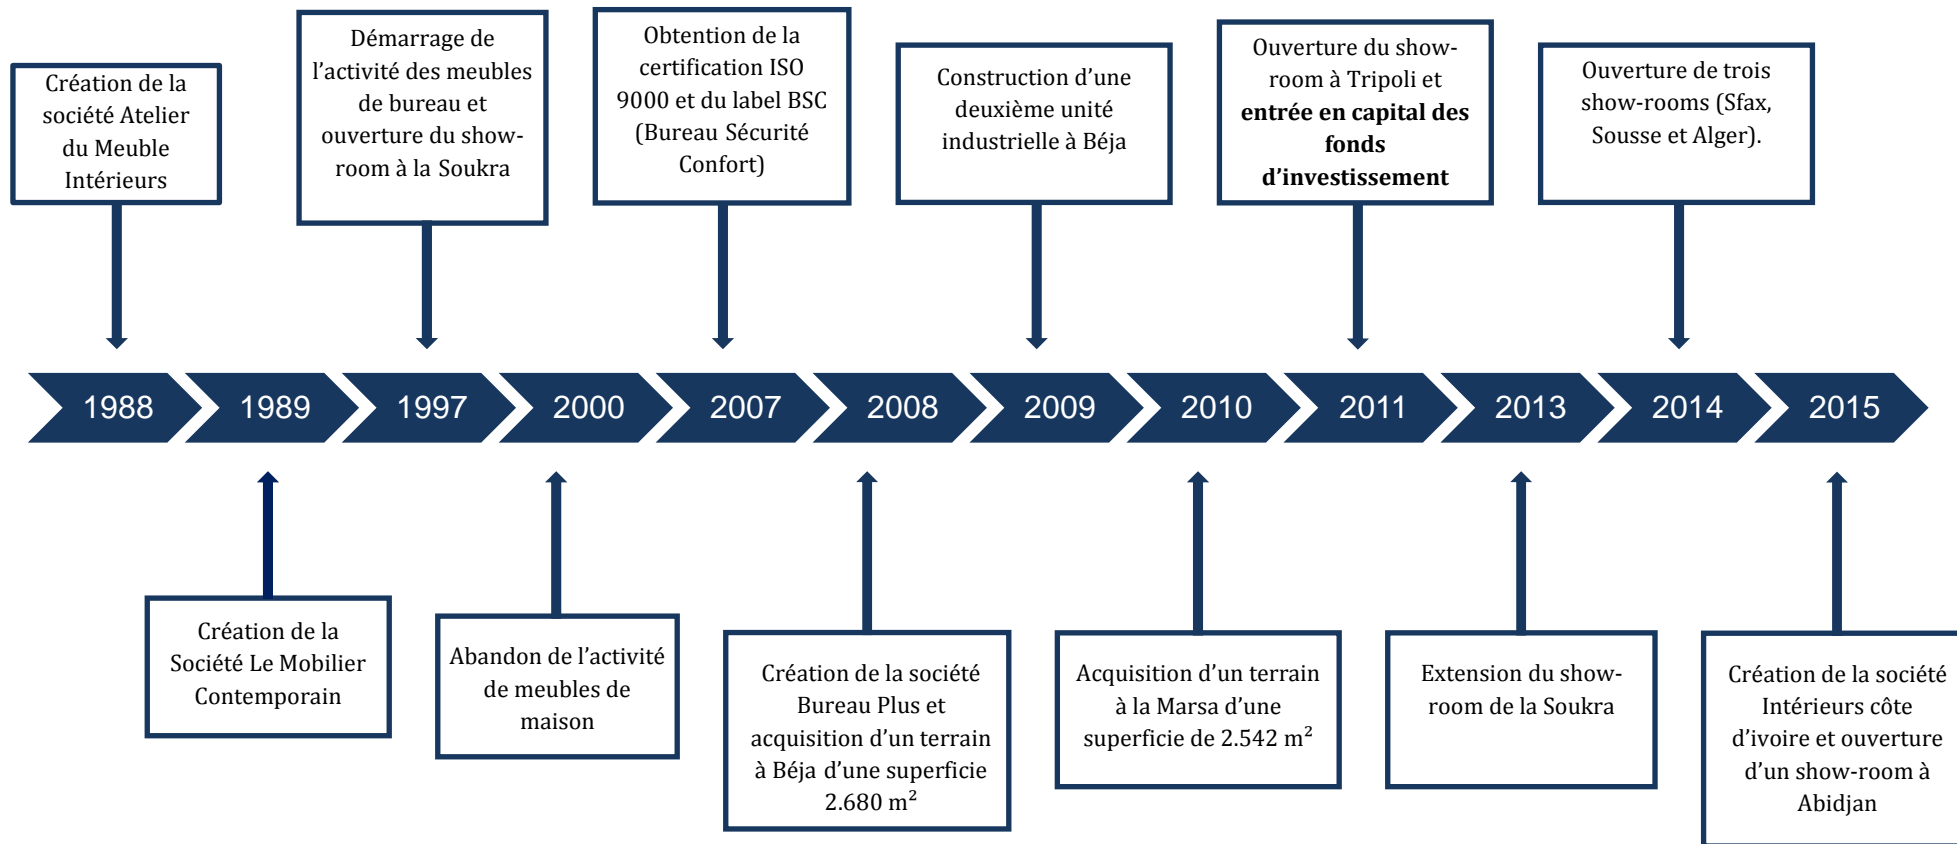 Création de la
société Atelier
du Meuble
Intérieurs
Démarrage de
l’activité des meubles
de bureau et
ouverture du show-
room à la Soukra
Obtention de la
certification ISO
9000 et du label BSC
(Bureau Sécurité
Confort)
Construction d’une
deuxième unité
industrielle à Béja
Ouverture du show-
room à Tripoli et
entrée en capital des
fonds
d’investissement
Ouverture de trois
show-rooms (Sfax,
Sousse et Alger).
1988
1989
1997
2000
2007
2008
2009
2010
2011
2013
2014
2015
Création de la
Société Le Mobilier
Contemporain
Abandon de l’activité
de meubles de
maison
Création de la société
Bureau Plus et
acquisition d’un terrain
à Béja d’une superficie
2.680 m²
Acquisition d’un terrain
à la Marsa d’une
superficie de 2.542 m²
Extension du show-
room de la Soukra
Création de la société
Intérieurs côte
d’ivoire et ouverture
d’un show-room à
Abidjan